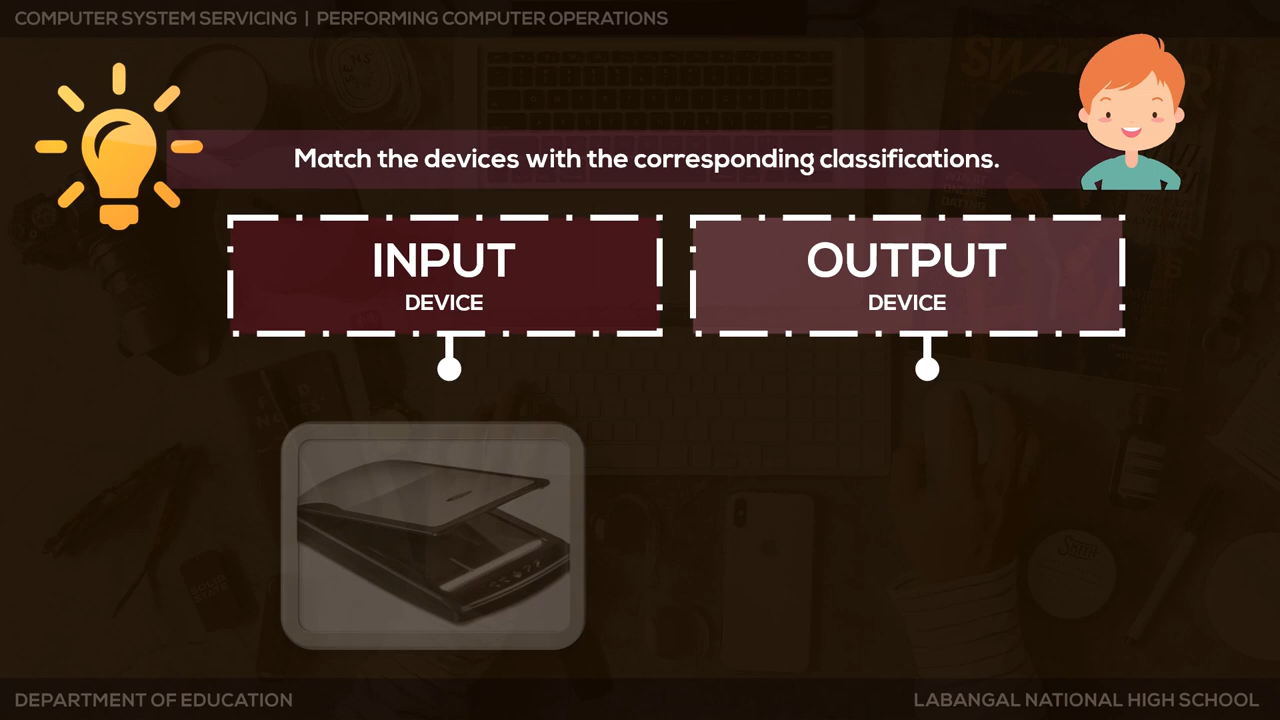 COMPUTER SYSTEM SERVICING | PERFORMING COMPUTER OPERATIONS
Match the devices with the corresponding classifications.
INPUT
DEVICE
OUTPUT
DEVICE
DEPARTMENT OF EDUCATION
LABANGAL NATIONAL HIGH SCHOOL